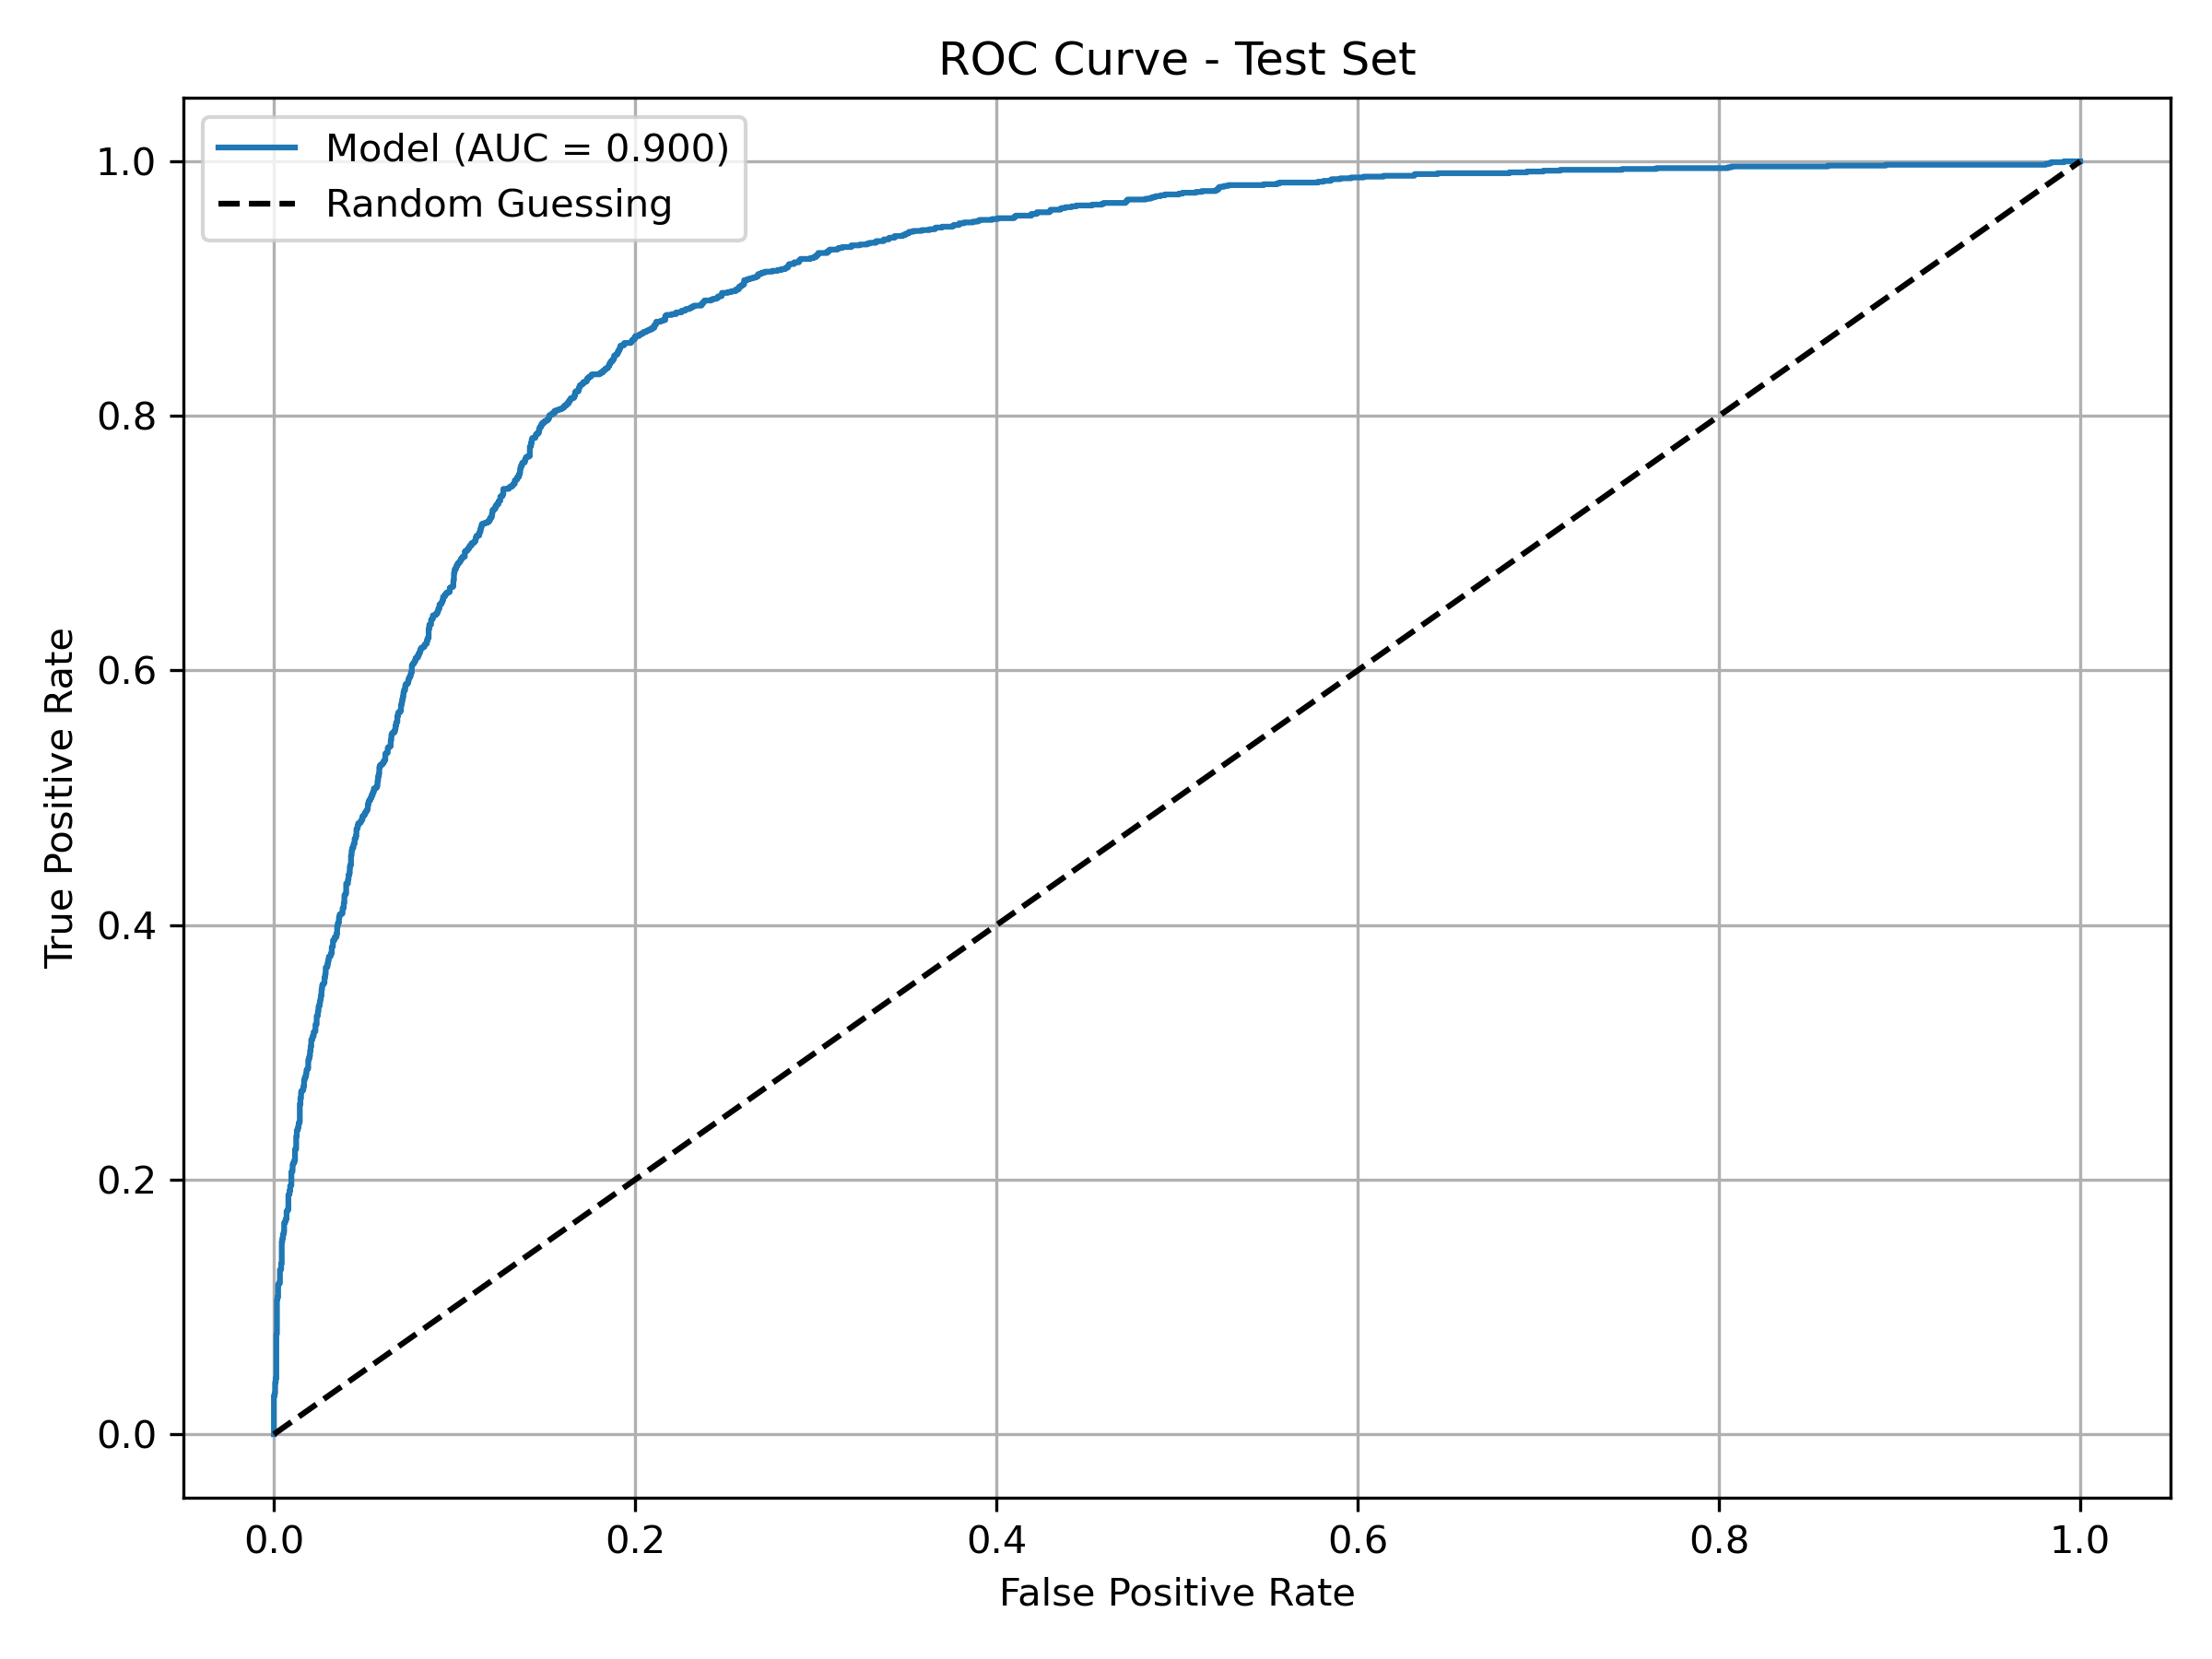 ROC Curve - Test Set
Model (AUC = 0.900)
Random Guessing
True Positive Rate
1.0
0.8
0.6
0.4
0.2
0.0
0.0 0.2 0.4 0.6 0.8 1.0
False Positive Rate